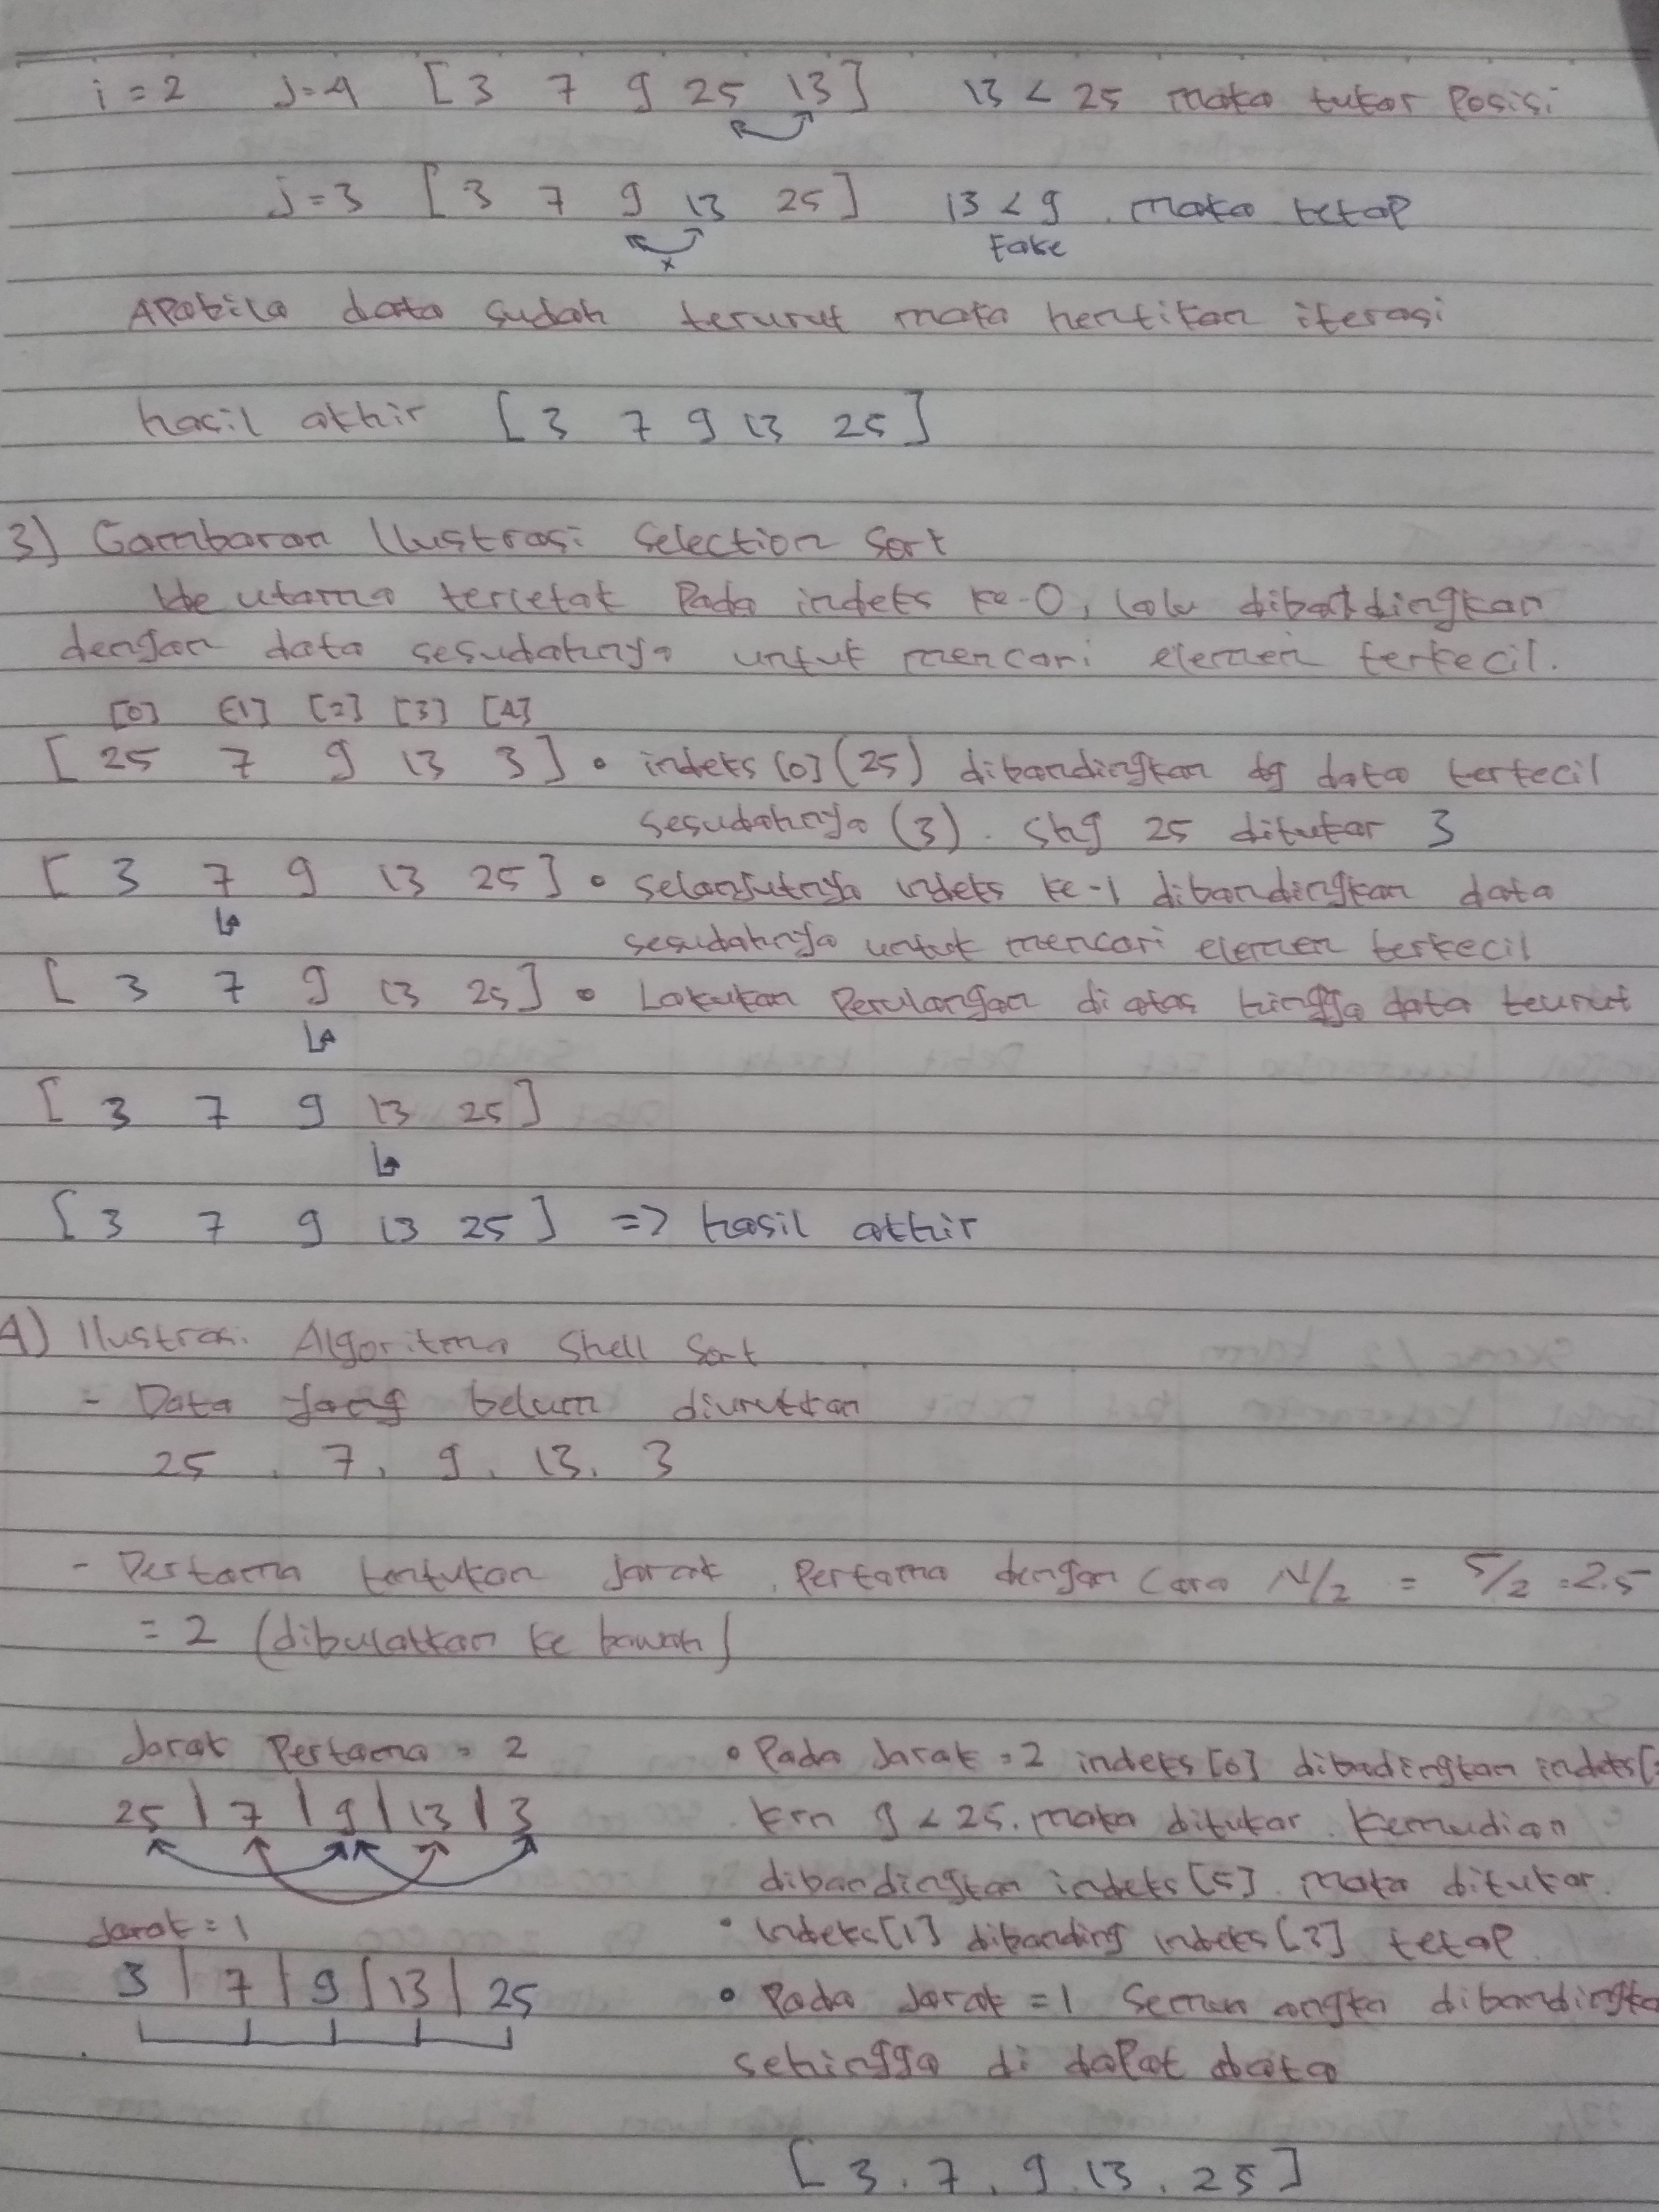 i = 2 j=4 [ 3 7 9 25 13 ] 13 < 25 maka tukar Posisi
j = 3 [ 3 7 9 13 25 ] 13 < 9 . maka tetap
x False
Apabila data sudah terurut maka hentikan iterasi
hasil akhir [ 3 7 9 13 25 ]
3) Gambaran Ilustrasi Selection Sort
Ide utama terletak Pada indeks ke-0, lalu dibandingkan
dengan data sesudahnya untuk mencari elemen terkecil.
[0] [1] [2] [3] [4]
[ 25 7 9 13 3 ] • indeks [0] (25) dibandingkan dg data terkecil
sesudahnya (3). Shg 25 ditukar 3
[ 3 7 9 13 25 ] • selanjutnya indeks ke-1 dibandingkan data
sesudahnya untuk mencari elemen terkecil
[ 3 7 9 13 25 ] • Lakukan Perulangan di atas hingga data teurut
[ 3 7 9 13 25 ]
[ 3 7 9 13 25 ] => hasil akhir
4) Ilustrasi Algoritma Shell Sort
- Data yang belum diurutkan
25 , 7 , 9 , 13 , 3
- Pertama tentukan jarak Pertama dengan cara N/2 = 5/2 = 2.5
= 2 (dibulatkan ke bawah)
Jarak Pertama = 2 • Pada Jarak = 2 indeks [0] dibadingkan indeks [
25 | 7 | 9 | 13 | 3 krn 9 < 25. maka ditukar. Kemudian
dibandingkan indeks [5] maka ditukar.
Jarak = 1 • Indeks [1] dibanding indeks [3] tetap.
3 | 7 | 9 | 13 | 25 • Pada Jarak = 1 Semua angka dibandingka
sehingga di dapat data
[ 3 . 7 . 9 . 13 . 25 ]